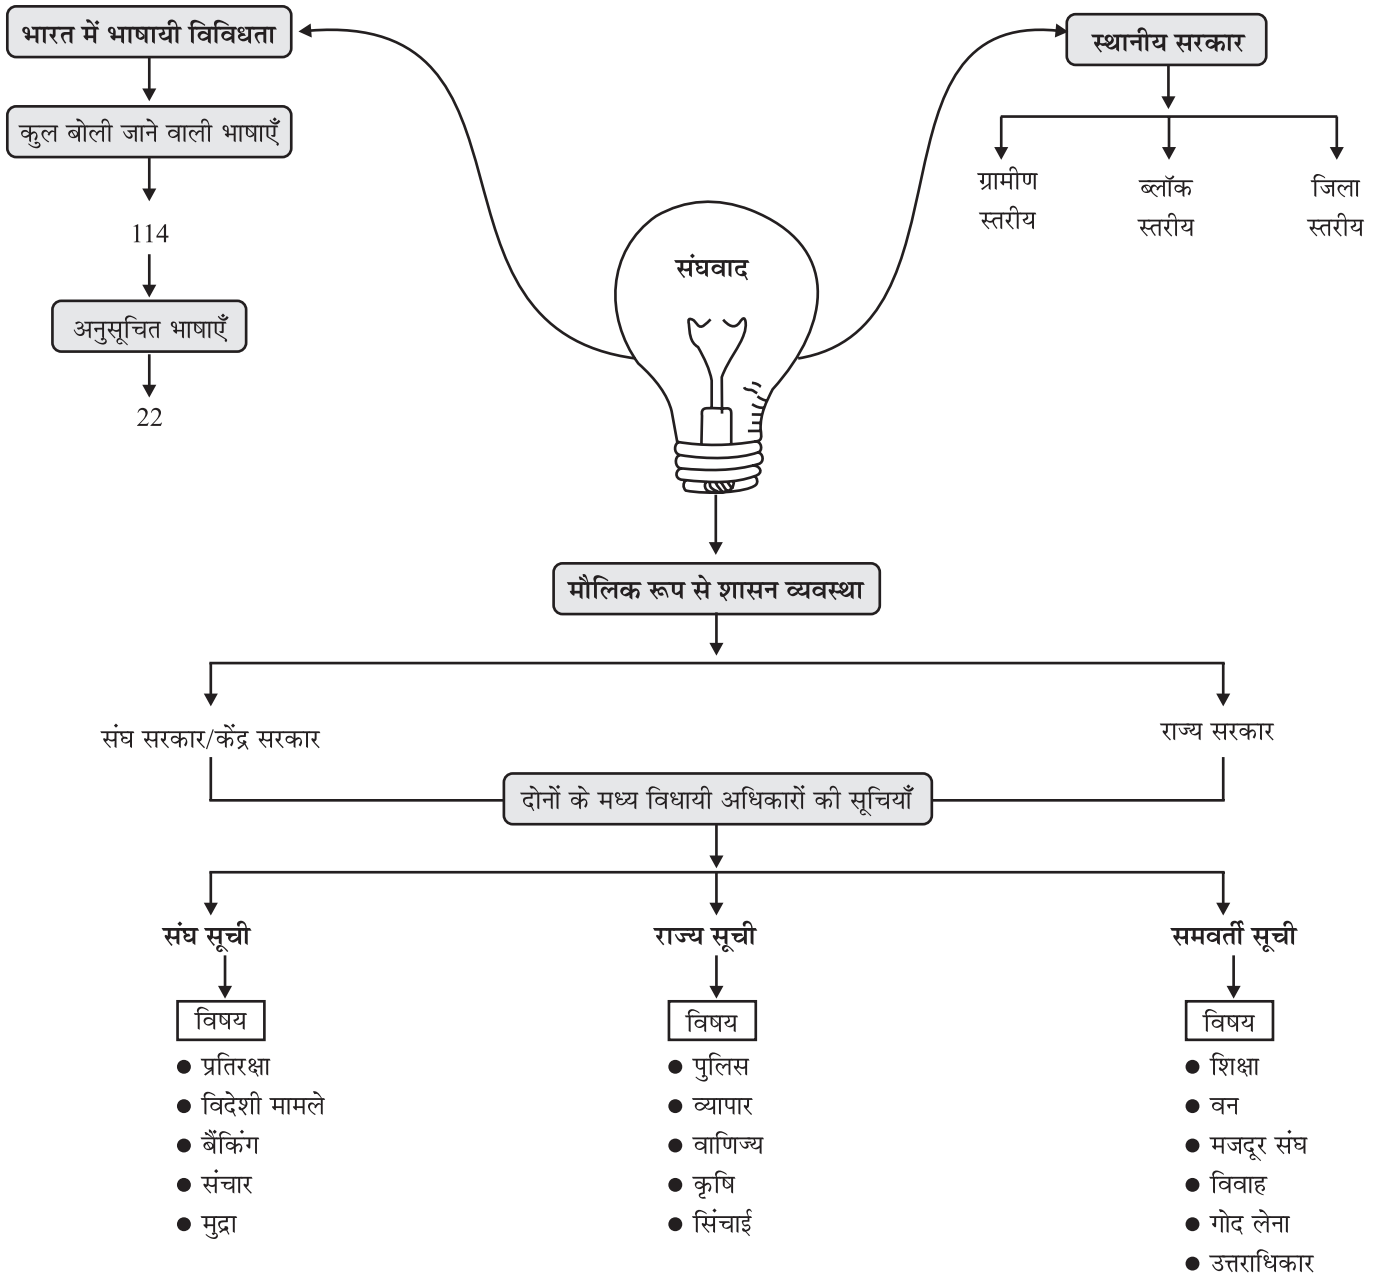 भारत में भाषायी विविधता
कुल बोली जाने वाली भाषाएँ
114
अनुसूचित भाषाएँ
22
स्थानीय सरकार
ग्रामीण
स्तरीय
ब्लॉक
स्तरीय
जिला
स्तरीय
संघवाद
मौलिक रूप से शासन व्यवस्था
संघ सरकार/केंद्र सरकार
राज्य सरकार
दोनों के मध्य विधायी अधिकारों की सूचियाँ
संघ सूची
विषय
● प्रतिरक्षा
● विदेशी मामले
● बैंकिंग
● संचार
● मुद्रा
राज्य सूची
विषय
● पुलिस
● व्यापार
● वाणिज्य
● कृषि
● सिंचाई
समवर्ती सूची
विषय
● शिक्षा
● वन
● मजदूर संघ
● विवाह
● गोद लेना
● उत्तराधिकार